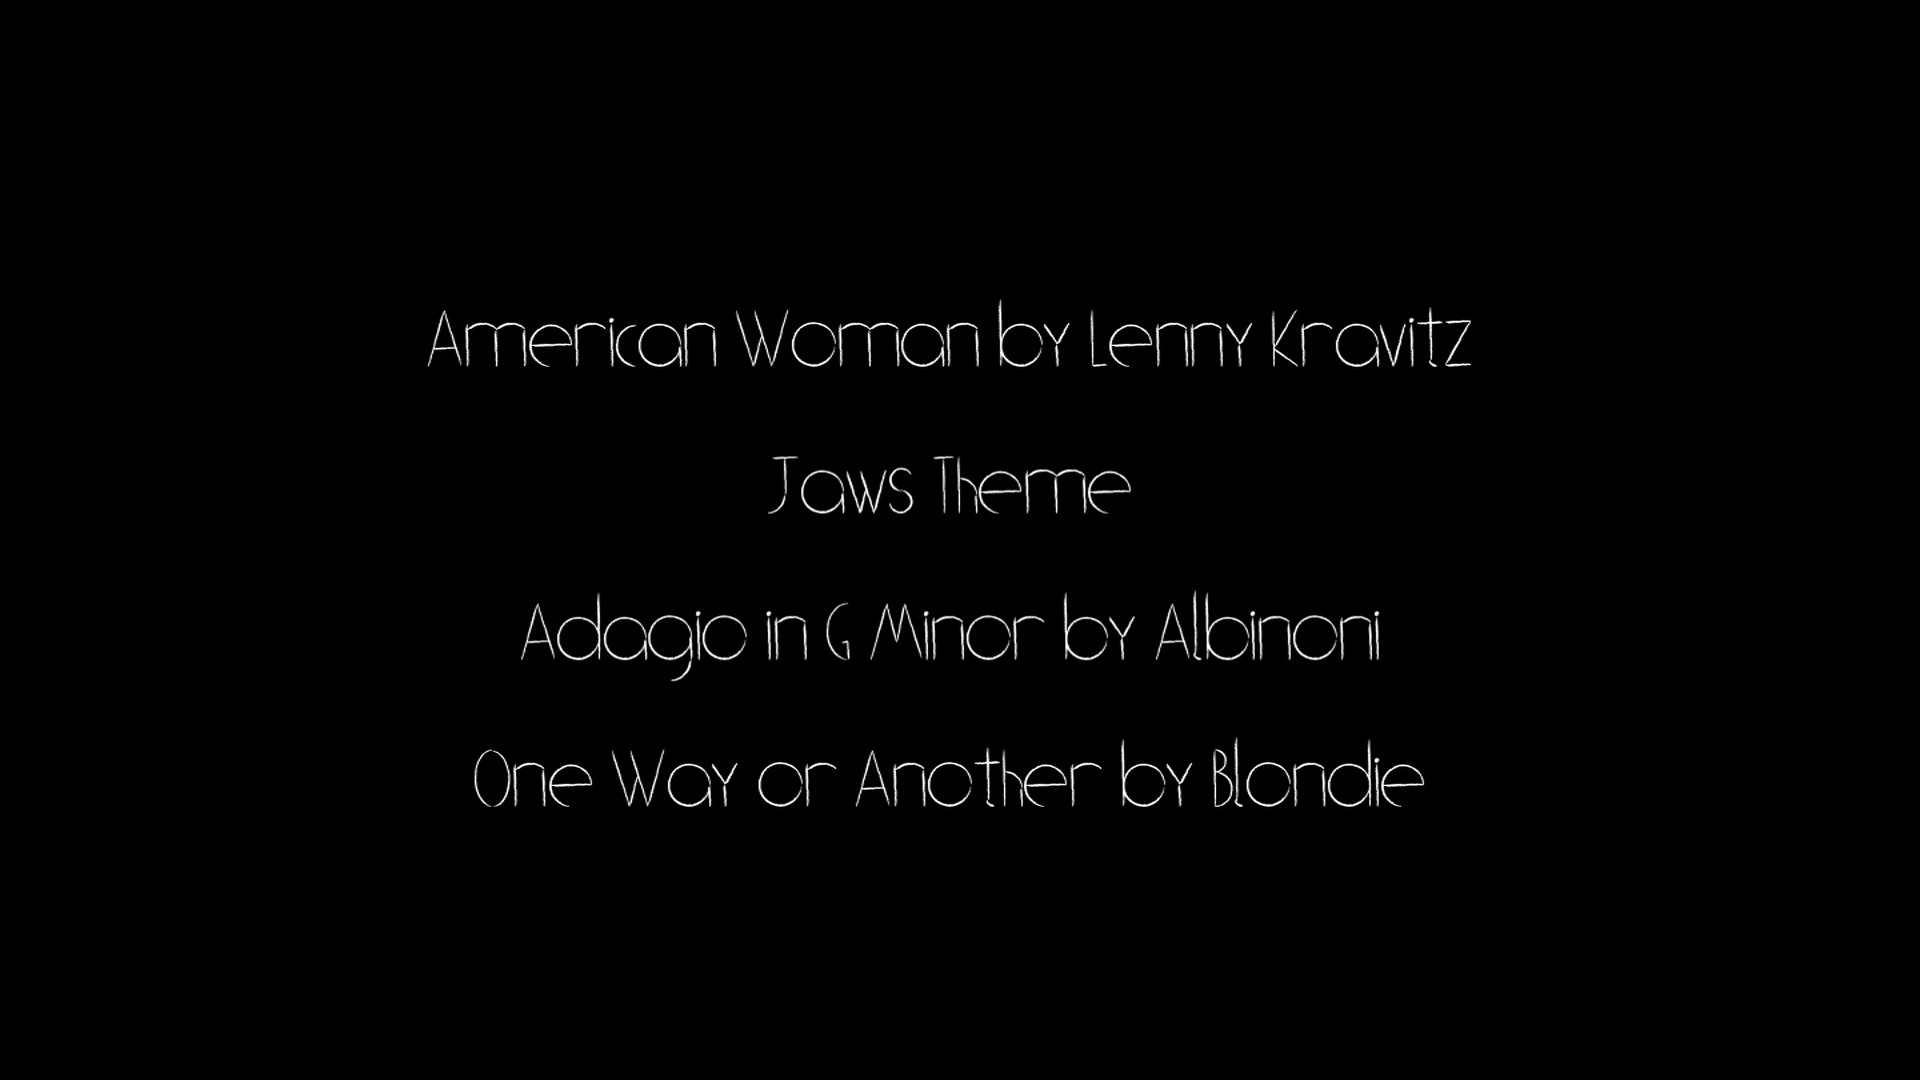 American Woman by Lenny Kravitz
Jaws Theme
Adagio in G Minor by Albinoni
One Way or Another by Blondie